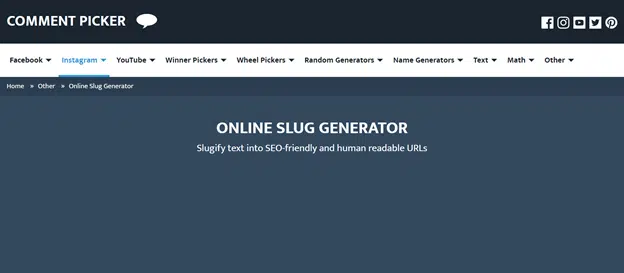 COMMENT PICKER
Facebook Instagram YouTube Winner Pickers Wheel Pickers Random Generators Name Generators Text Math Other
Home » Other » Online Slug Generator
ONLINE SLUG GENERATOR
Slugify text into SEO-friendly and human readable URLs